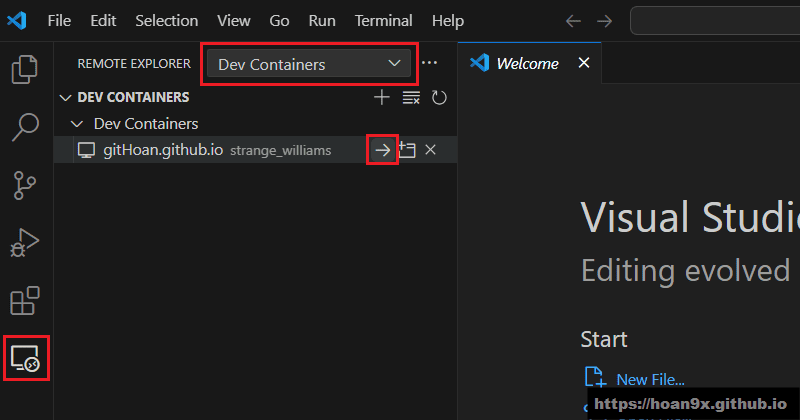 File Edit Selection View Go Run Terminal Help
REMOTE EXPLORER Dev Containers
Welcome
DEV CONTAINERS
Dev Containers
gitHoan.github.io strange_williams
Visual Studi
Editing evolved
Start
New File...
https://hoan9x.github.io